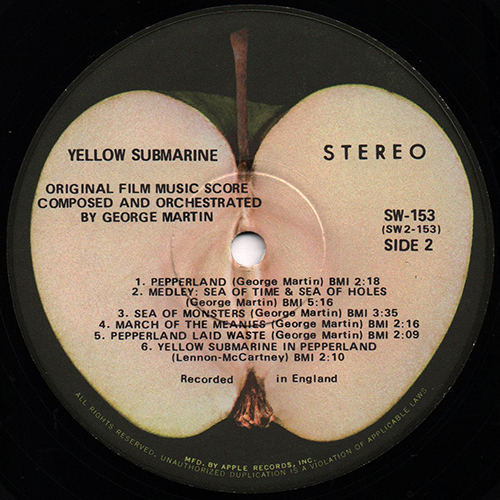 YELLOW SUBMARINE
STEREO
ORIGINAL FILM MUSIC SCORE
COMPOSED AND ORCHESTRATED
BY GEORGE MARTIN
SW-153
(SW2-153)
SIDE 2
1. PEPPERLAND (George Martin) BMI 2:18
2. MEDLEY: SEA OF TIME & SEA OF HOLES
(George Martin) BMI 5:16
3. SEA OF MONSTERS (George Martin) BMI 3:35
4. MARCH OF THE MEANIES (George Martin) BMI 2:16
5. PEPPERLAND LAID WASTE (George Martin) BMI 2:09
6. YELLOW SUBMARINE IN PEPPERLAND
(Lennon-McCartney) BMI 2:10
Recorded in England
MFD. BY APPLE RECORDS, INC.
ALL RIGHTS RESERVED. UNAUTHORIZED DUPLICATION IS A VIOLATION OF APPLICABLE LAWS